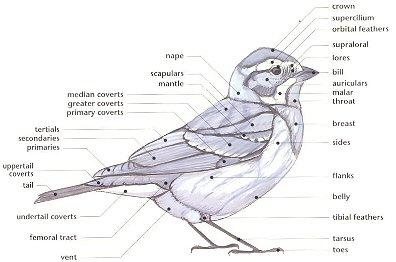 crown
supercilium
orbital feathers
supraloral
lores
bill
auriculars
malar
throat
breast
sides
flanks
belly
tibial feathers
tarsus
toes
nape
scapulars
mantle
median coverts
greater coverts
primary coverts
tertials
secondaries
primaries
uppertail
coverts
tail
undertail coverts
femoral tract
vent